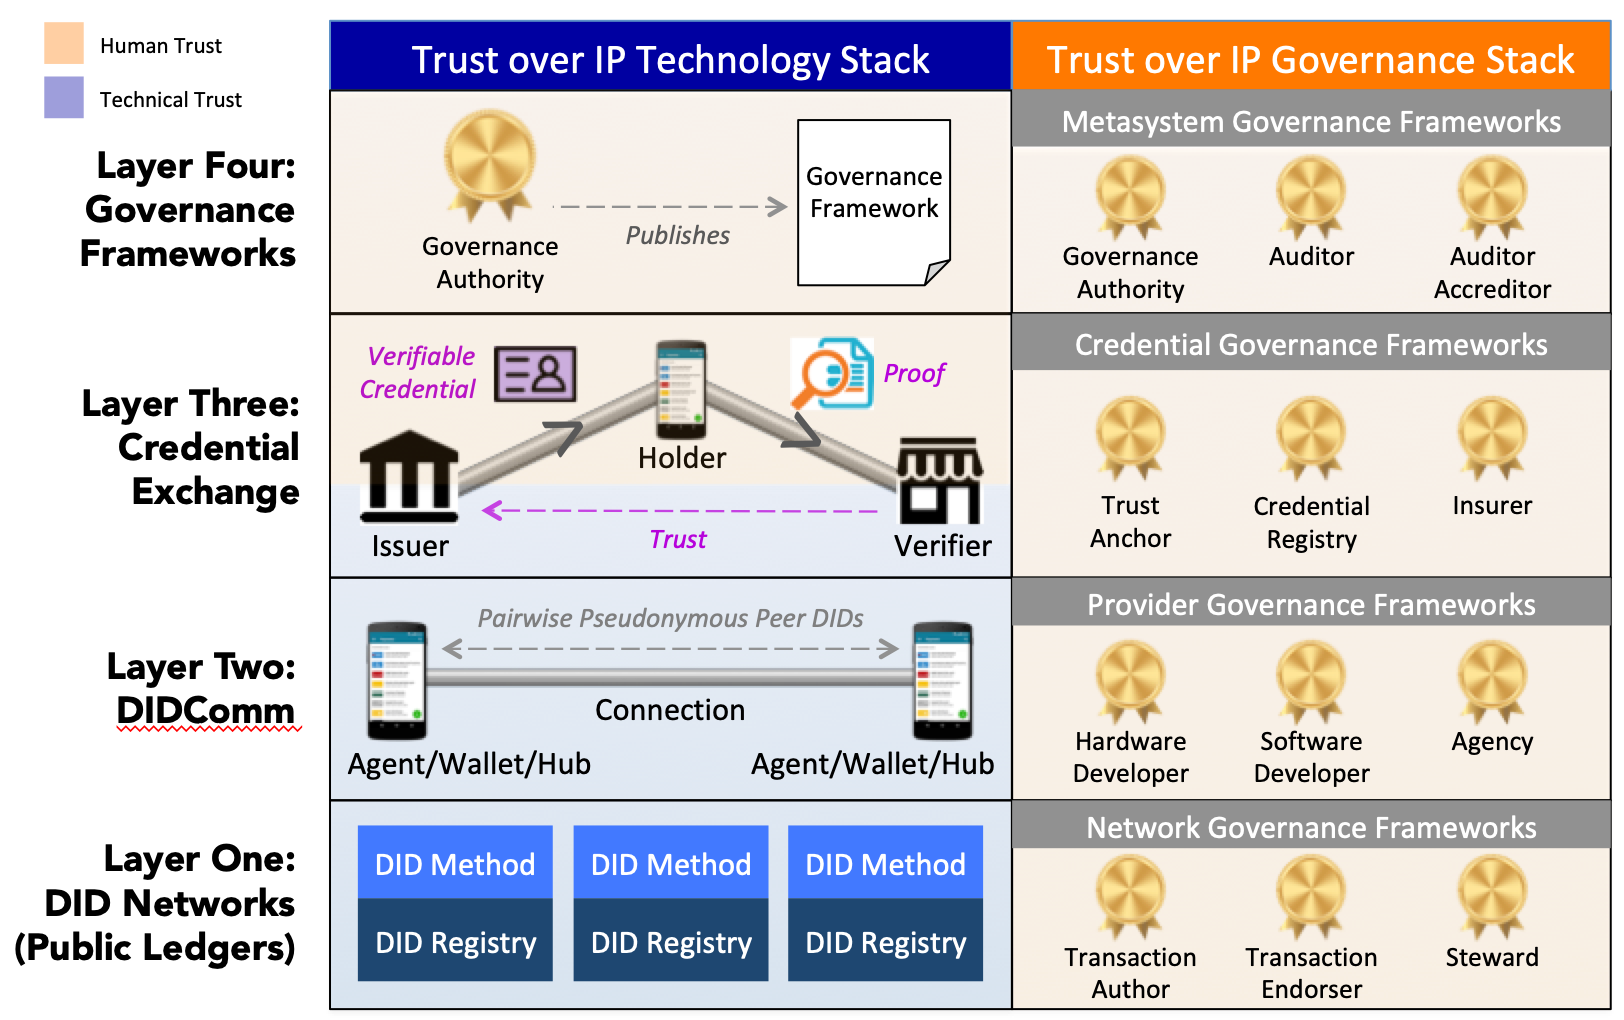 Human Trust
Technical Trust
Trust over IP Technology Stack
Trust over IP Governance Stack
Layer Four:
Governance
Frameworks
Governance
Authority
Publishes
Governance
Framework
Metasystem Governance Frameworks
Governance
Authority
Auditor
Auditor
Accreditor
Layer Three:
Credential
Exchange
Verifiable
Credential
Proof
Holder
Issuer
Trust
Verifier
Credential Governance Frameworks
Trust
Anchor
Credential
Registry
Insurer
Layer Two:
DIDComm
Pairwise Pseudonymous Peer DIDs
Connection
Agent/Wallet/Hub
Agent/Wallet/Hub
Provider Governance Frameworks
Hardware
Developer
Software
Developer
Agency
Layer One:
DID Networks
(Public Ledgers)
DID Method
DID Method
DID Method
DID Registry
DID Registry
DID Registry
Network Governance Frameworks
Transaction
Author
Transaction
Endorser
Steward